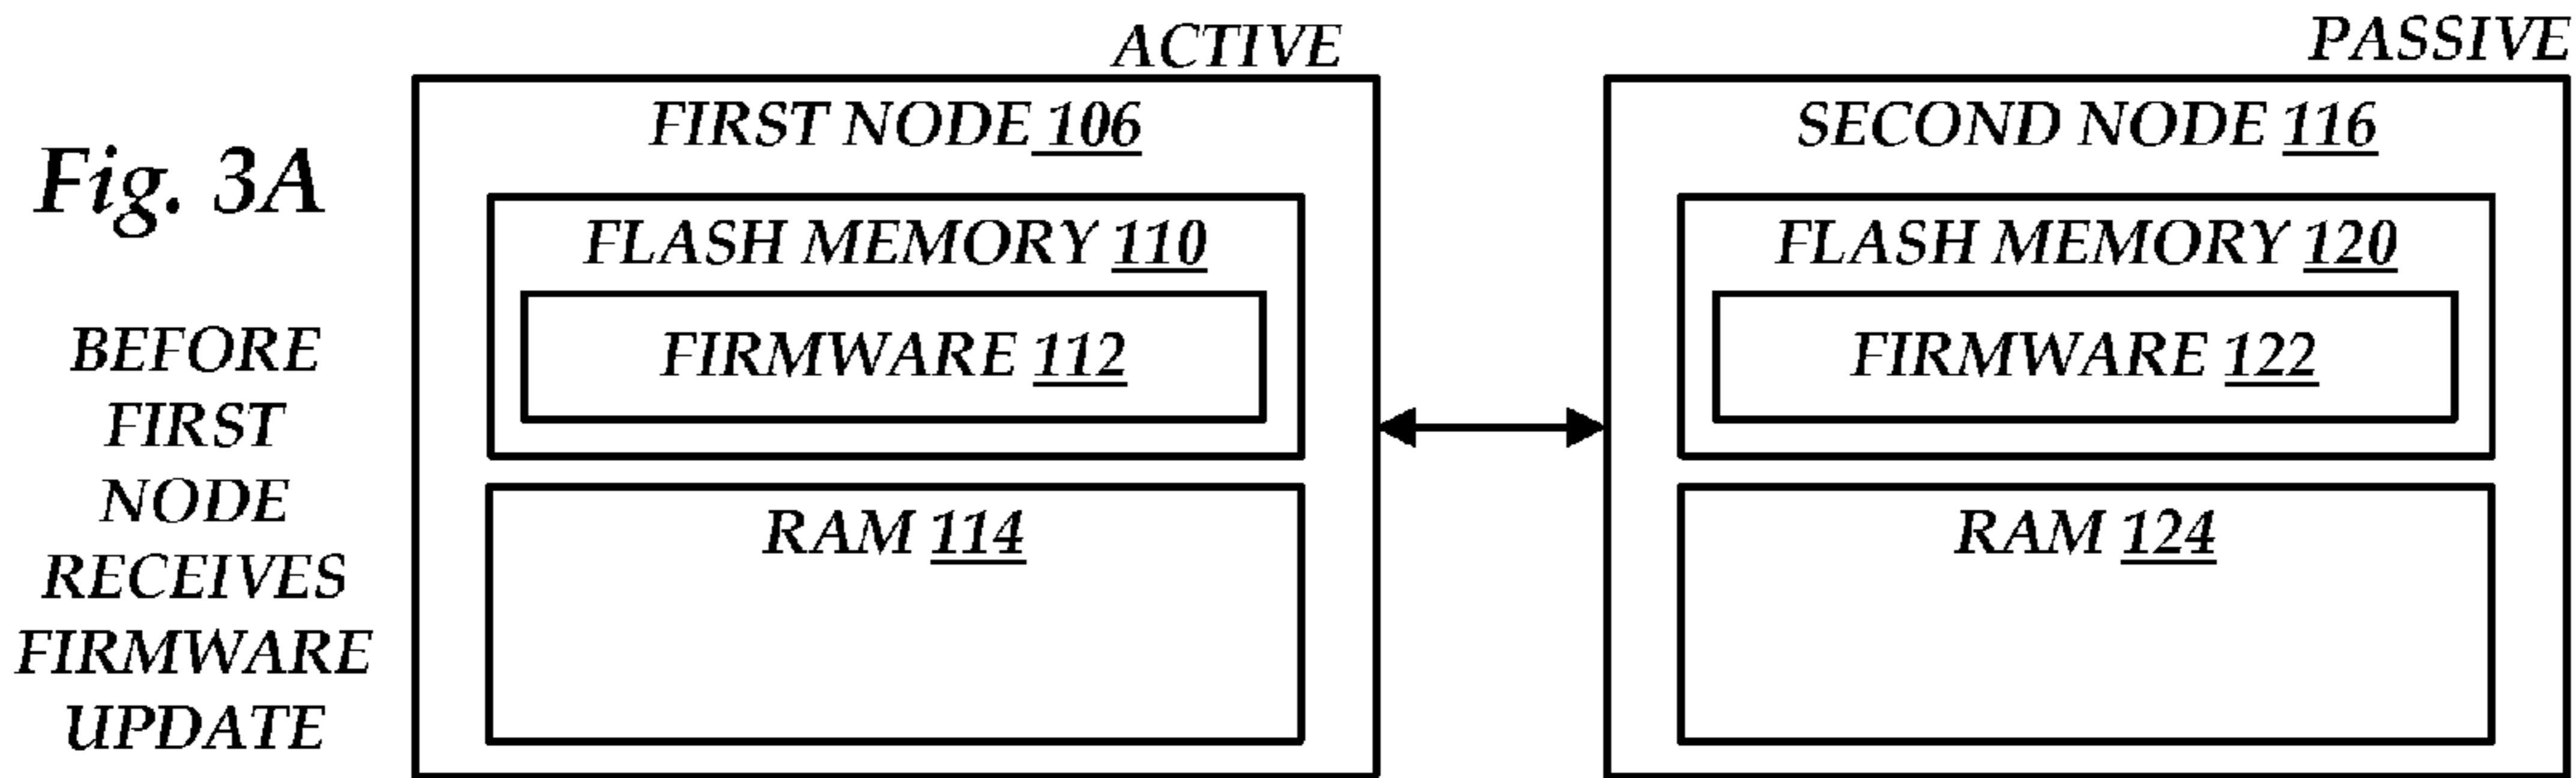 Fig. 3A
BEFORE
FIRST
NODE
RECEIVES
FIRMWARE
UPDATE
ACTIVE
FIRST NODE 106
FLASH MEMORY 110
FIRMWARE 112
RAM 114
PASSIVE
SECOND NODE 116
FLASH MEMORY 120
FIRMWARE 122
RAM 124